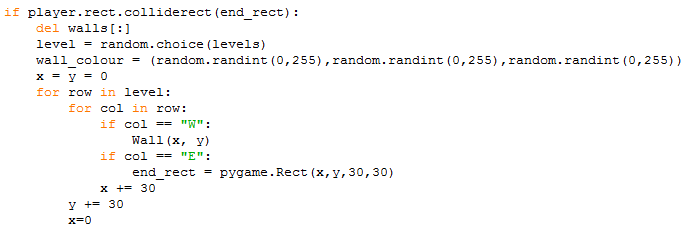 if player.rect.colliderect(end_rect):
    del walls[:]
    level = random.choice(levels)
    wall_colour = (random.randint(0,255),random.randint(0,255),random.randint(0,255))
    x = y = 0
    for row in level:
        for col in row:
            if col == "W":
                Wall(x, y)
            if col == "E":
                end_rect = pygame.Rect(x,y,30,30)
            x += 30
        y += 30
        x=0